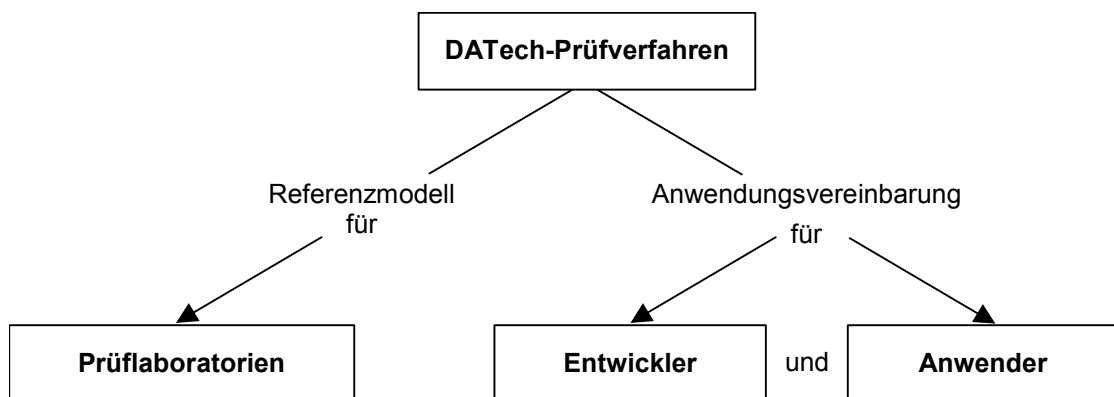 DATech-Prüfverfahren
Referenzmodell
für
Anwendungsvereinbarung
für
Prüflaboratorien
Entwickler
und
Anwender